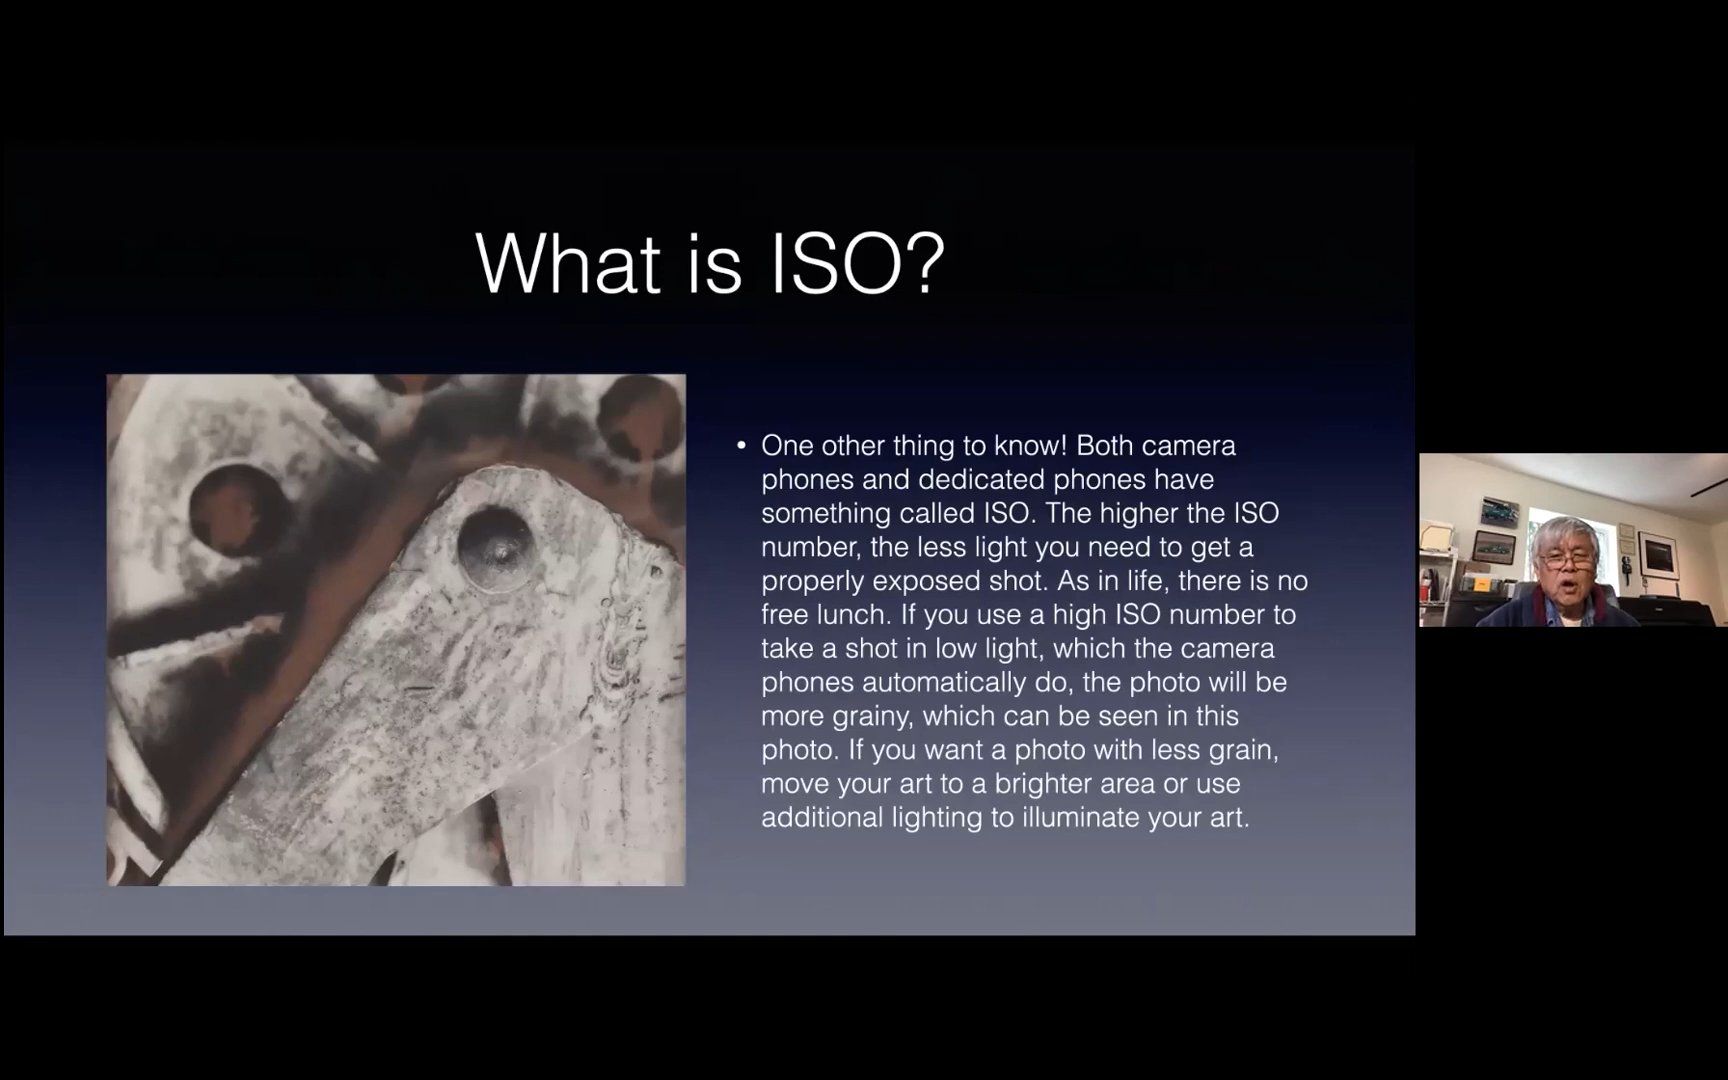 What is ISO?
• One other thing to know! Both camera
phones and dedicated phones have
something called ISO. The higher the ISO
number, the less light you need to get a
properly exposed shot. As in life, there is no
free lunch. If you use a high ISO number to
take a shot in low light, which the camera
phones automatically do, the photo will be
more grainy, which can be seen in this
photo. If you want a photo with less grain,
move your art to a brighter area or use
additional lighting to illuminate your art.